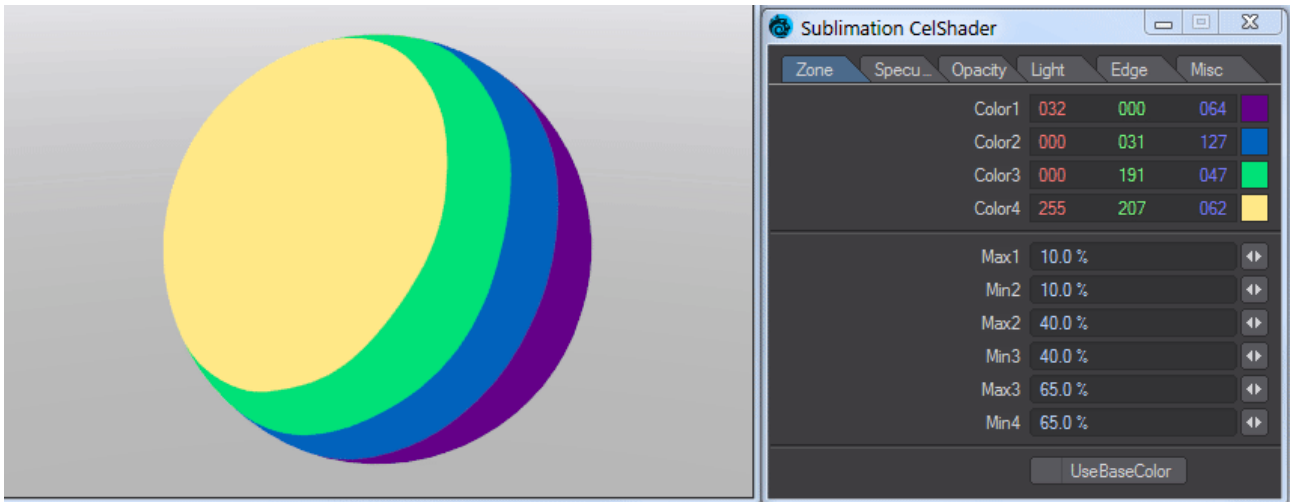 Sublimation CelShader
Zone Specu... Opacity Light Edge Misc
Color1 032 000 064
Color2 000 031 127
Color3 000 191 047
Color4 255 207 062
Max1 10.0 %
Min2 10.0 %
Max2 40.0 %
Min3 40.0 %
Max3 65.0 %
Min4 65.0 %
UseBaseColor